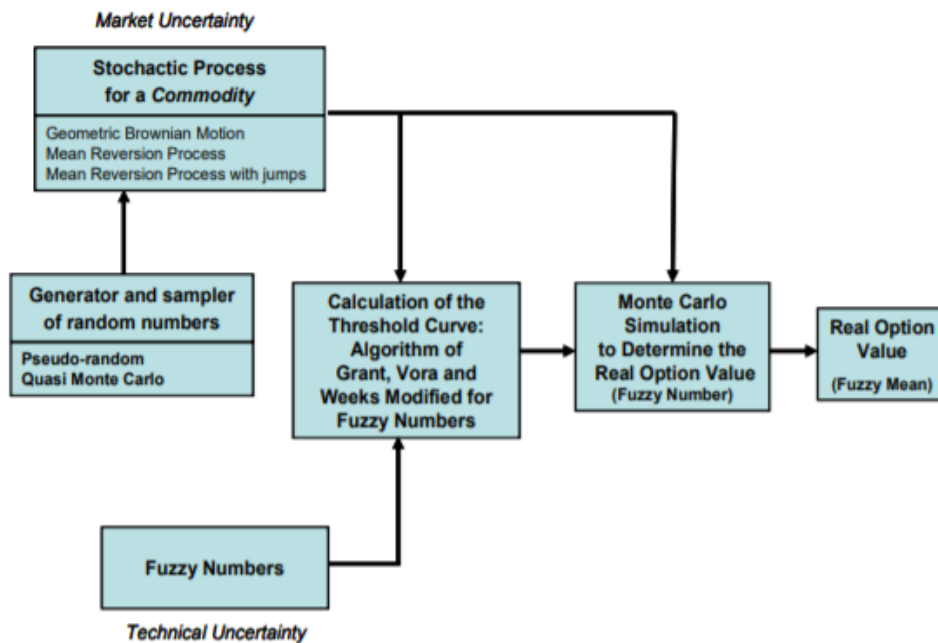 Market Uncertainty
Stochactic Process
for a Commodity
Geometric Brownian Motion
Mean Reversion Process
Mean Reversion Process with jumps
Generator and sampler
of random numbers
Pseudo-random
Quasi Monte Carlo
Calculation of the
Threshold Curve:
Algorithm of
Grant, Vora and
Weeks Modified for
Fuzzy Numbers
Monte Carlo
Simulation
to Determine the
Real Option Value
(Fuzzy Number)
Real Option
Value
(Fuzzy Mean)
Fuzzy Numbers
Technical Uncertainty